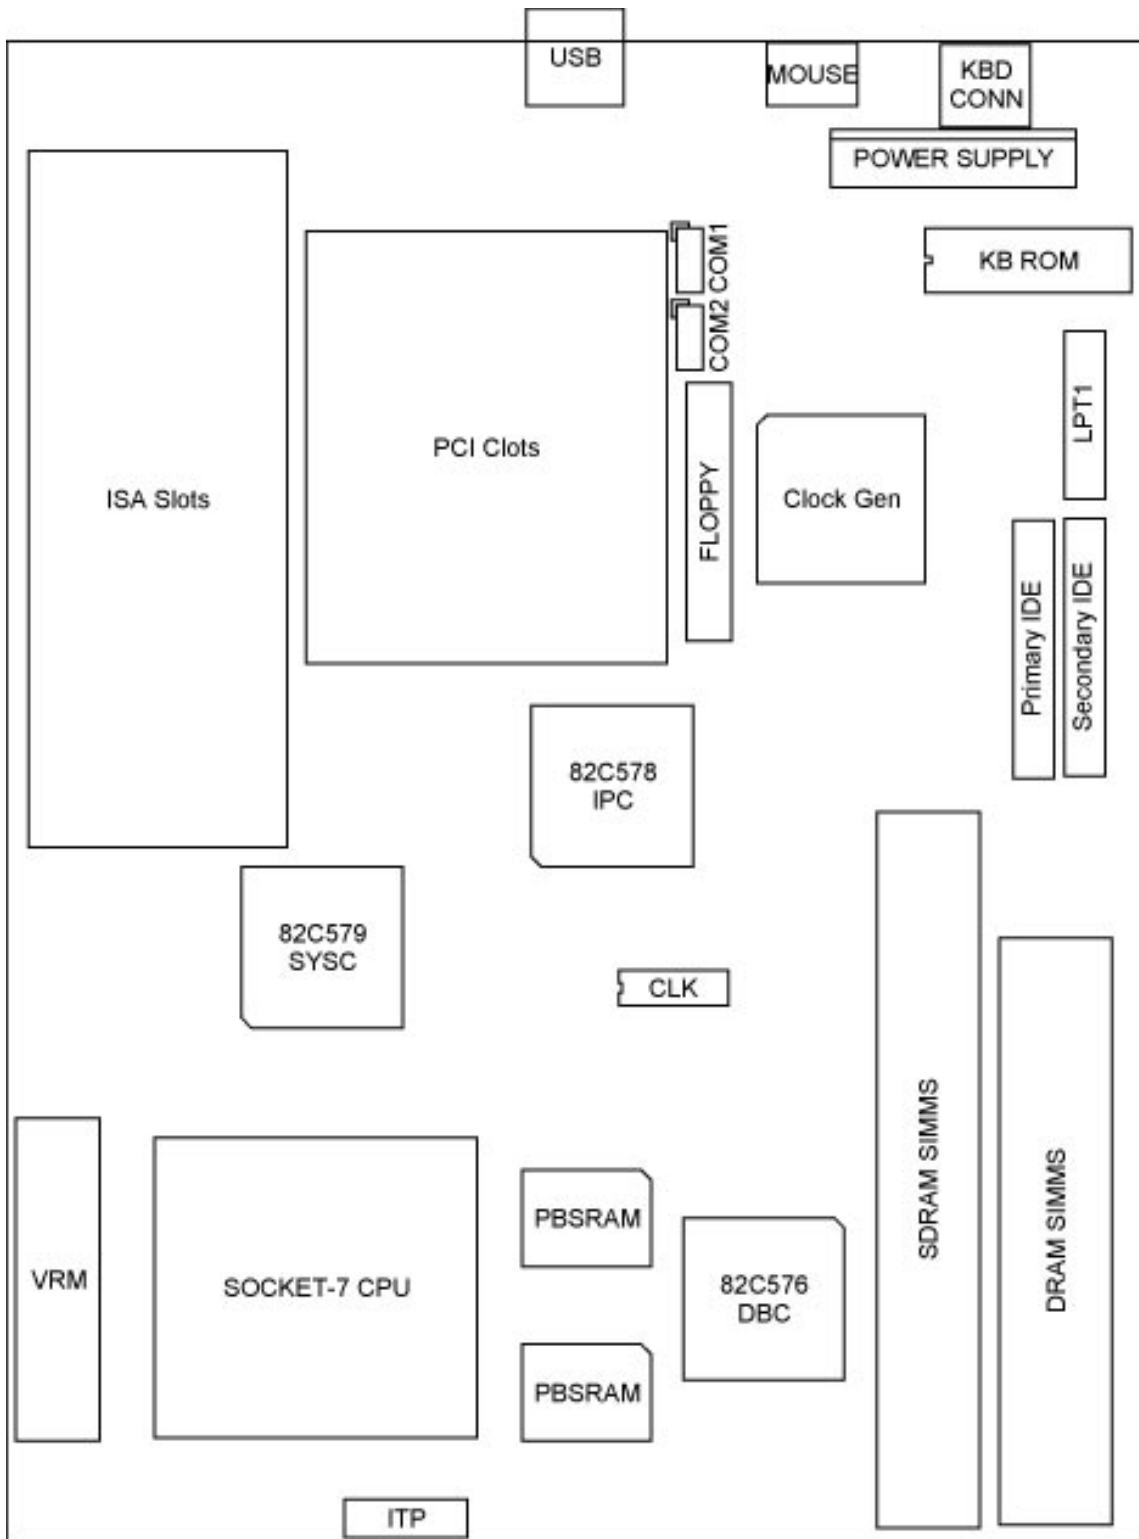 USB
MOUSE
KBD
CONN
POWER SUPPLY
COM1
KB ROM
COM2
LPT1
PCI Clots
ISA Slots
FLOPPY
Clock Gen
Primary IDE
Secondary IDE
82C578
IPC
82C579
SYSC
CLK
SDRAM SIMMS
DRAM SIMMS
PBSRAM
VRM
SOCKET-7 CPU
82C576
DBC
PBSRAM
ITP